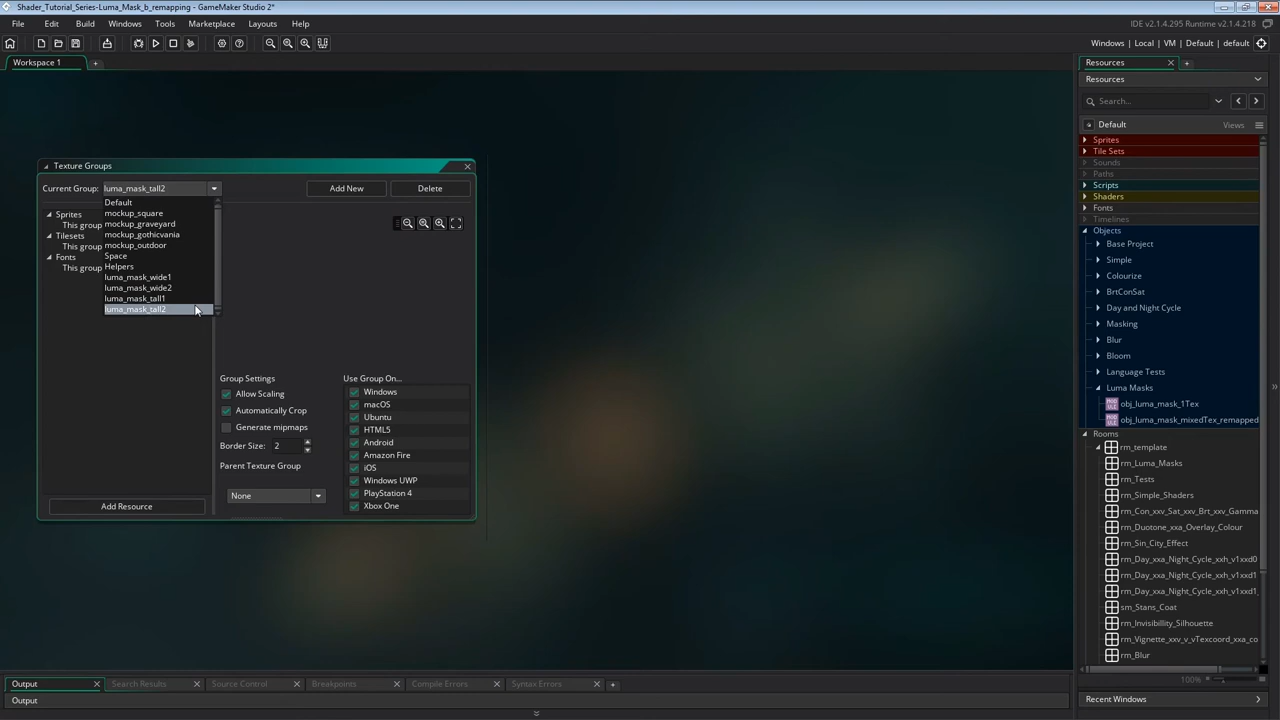 Shader_Tutorial_Series-Luma_Mask_b_remapping - GameMaker Studio 2*
File Edit Build Windows Tools Marketplace Layouts Help
IDE v2.1.4.295 Runtime v2.1.4.218
Windows | Local | VM | Default | default
Workspace 1
Resources
Resources
Search...
Default Views
Texture Groups
Current Group: luma_mask_tall2 Add New Delete
Default
mockup_square
mockup_graveyard
mockup_gothicvania
mockup_outdoor
Space
Helpers
luma_mask_wide1
luma_mask_wide2
luma_mask_tall1
luma_mask_tall2
Sprites
This group
Tilesets
This group
Fonts
This group
Group Settings
Allow Scaling
Automatically Crop
Generate mipmaps
Border Size: 2
Parent Texture Group
None
Use Group On...
Windows
macOS
Ubuntu
HTML5
Android
Amazon Fire
iOS
Windows UWP
PlayStation 4
Xbox One
Add Resource
Sprites
Tile Sets
Sounds
Paths
Scripts
Shaders
Fonts
Timelines
Objects
Base Project
Simple
Colourize
BrtConSat
Day and Night Cycle
Masking
Blur
Bloom
Language Tests
Luma Masks
obj_luma_mask_1Tex
obj_luma_mask_mixedTex_remapped
Rooms
rm_template
rm_Luma_Masks
rm_Tests
rm_Simple_Shaders
rm_Con_xxv_Sat_xxv_Brt_xxv_Gamma
rm_Duotone_xxa_Overlay_Colour
rm_Sin_City_Effect
rm_Day_xxa_Night_Cycle_xxh_v1xxd0
rm_Day_xxa_Night_Cycle_xxh_v1xxd1
rm_Day_xxa_Night_Cycle_xxh_v1xxd1_
sm_Stans_Coat
rm_Invisibillity_Silhouette
rm_Vignette_xxv_v_vTexcoord_xxa_co
rm_Blur
100%
Recent Windows
Output Search Results Source Control Breakpoints Compile Errors Syntax Errors
Output